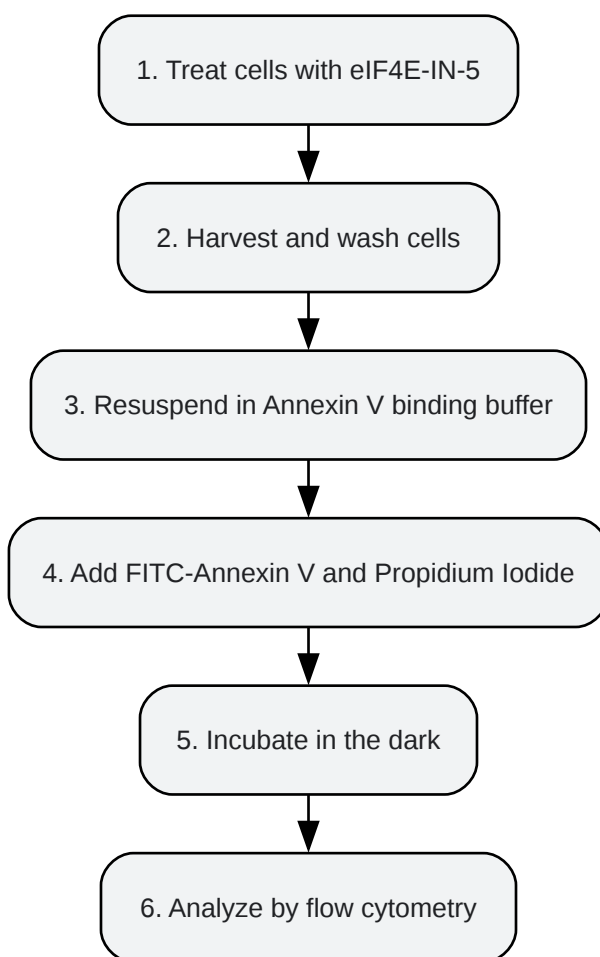 1. Treat cells with eIF4E-IN-5
2. Harvest and wash cells
3. Resuspend in Annexin V binding buffer
4. Add FITC-Annexin V and Propidium Iodide
5. Incubate in the dark
6. Analyze by flow cytometry